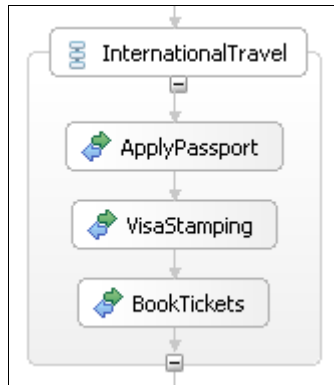 InternationalTravel
ApplyPassport
VisaStamping
BookTickets